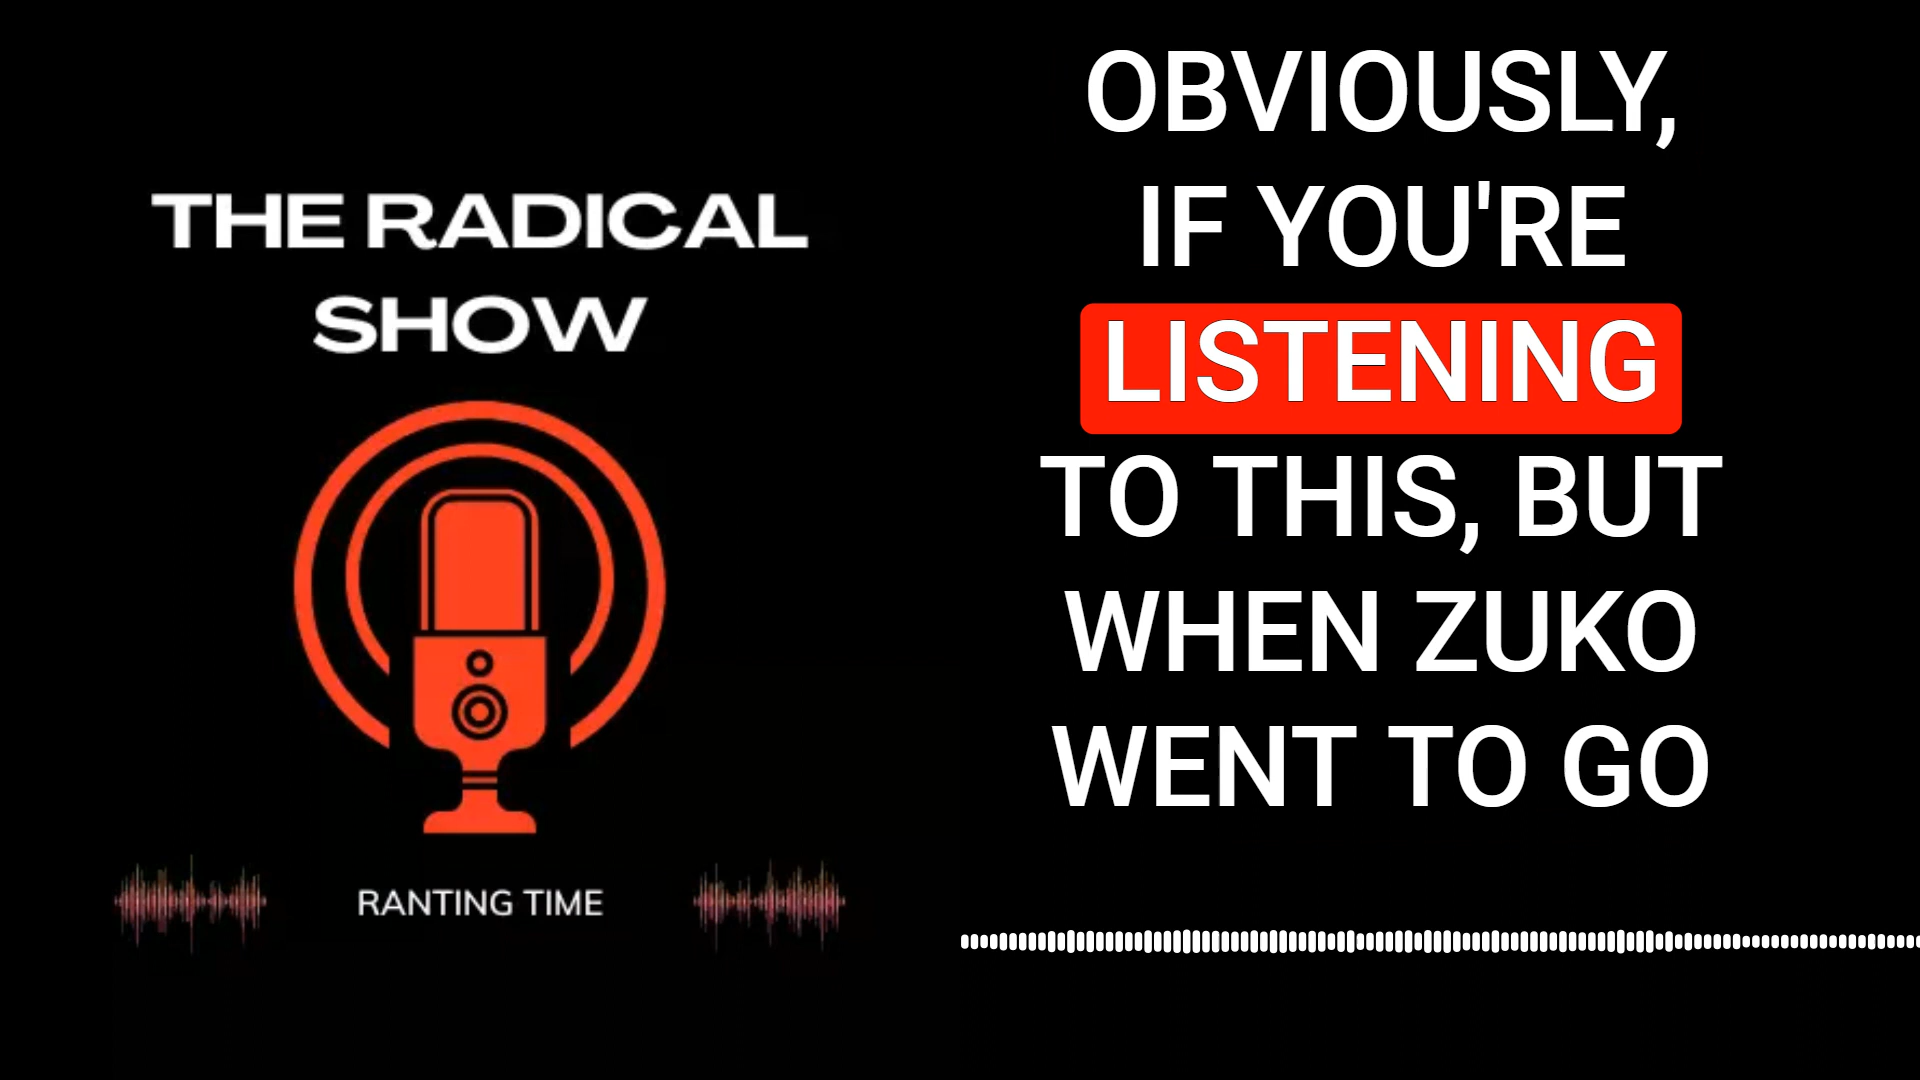 THE RADICAL
SHOW
RANTING TIME
OBVIOUSLY,
IF YOU'RE
LISTENING
TO THIS, BUT
WHEN ZUKO
WENT TO GO